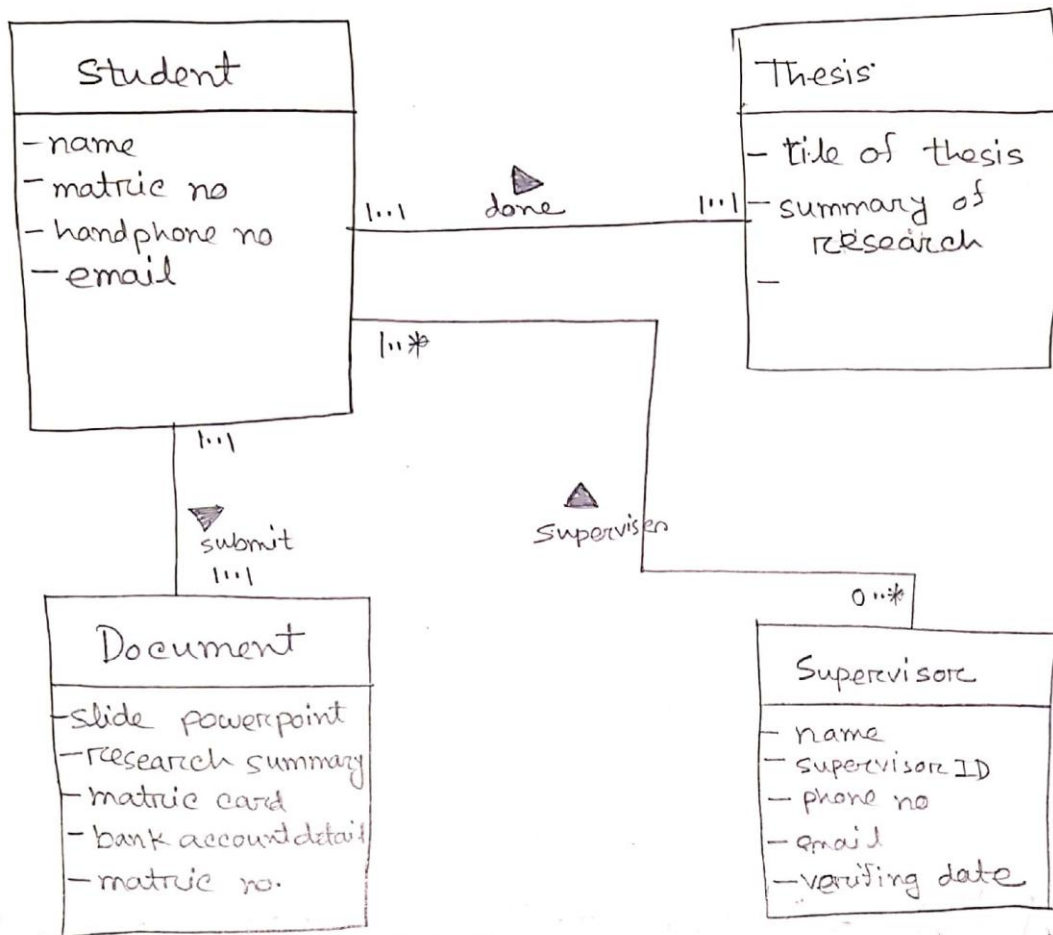 Student
- name
- matric no
- handphone no
- email
1..1
done
1..1
Thesis
- title of thesis
- summary of
research
-
1..*
1..1
submit
1..1
Supervises
0..*
Document
- slide powerpoint
- research summary
- matric card
- bank account detail
- matric no.
Supervisor
- name
- supervisor ID
- phone no
- email
- verifing date